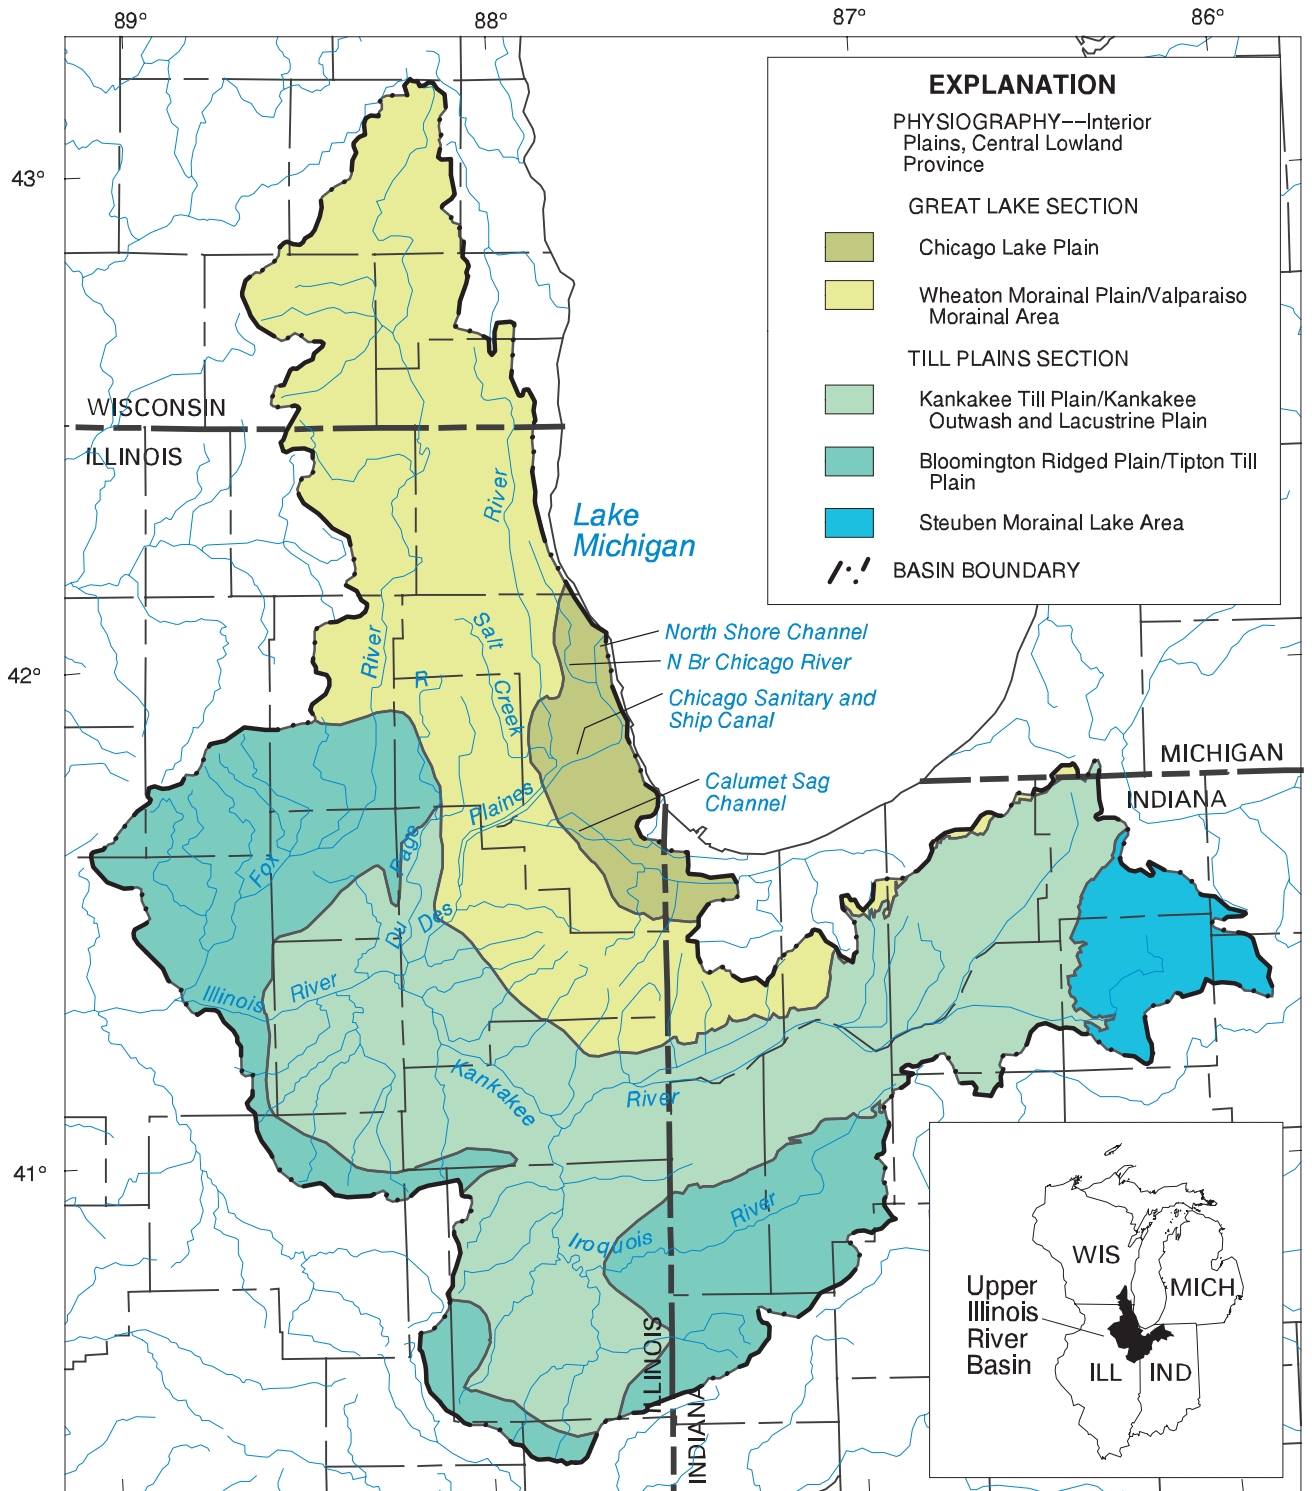 89°
88°
87°
86°
43°
42°
41°
EXPLANATION
PHYSIOGRAPHY––Interior
Plains, Central Lowland
Province
GREAT LAKE SECTION
Chicago Lake Plain
Wheaton Morainal Plain/Valparaiso
Morainal Area
TILL PLAINS SECTION
Kankakee Till Plain/Kankakee
Outwash and Lacustrine Plain
Bloomington Ridged Plain/Tipton Till
Plain
Steuben Morainal Lake Area
BASIN BOUNDARY
WISCONSIN
ILLINOIS
River
Lake
Michigan
North Shore Channel
N Br Chicago River
Chicago Sanitary and
Ship Canal
Calumet Sag
Channel
Salt
Creek
River
R
Plaines
Page
Fox
Du
Des
MICHIGAN
INDIANA
Illinois
River
Kankakee
River
Iroquois
River
ILLINOIS
INDIANA
WIS
MICH
Upper
Illinois
River
Basin
ILL
IND